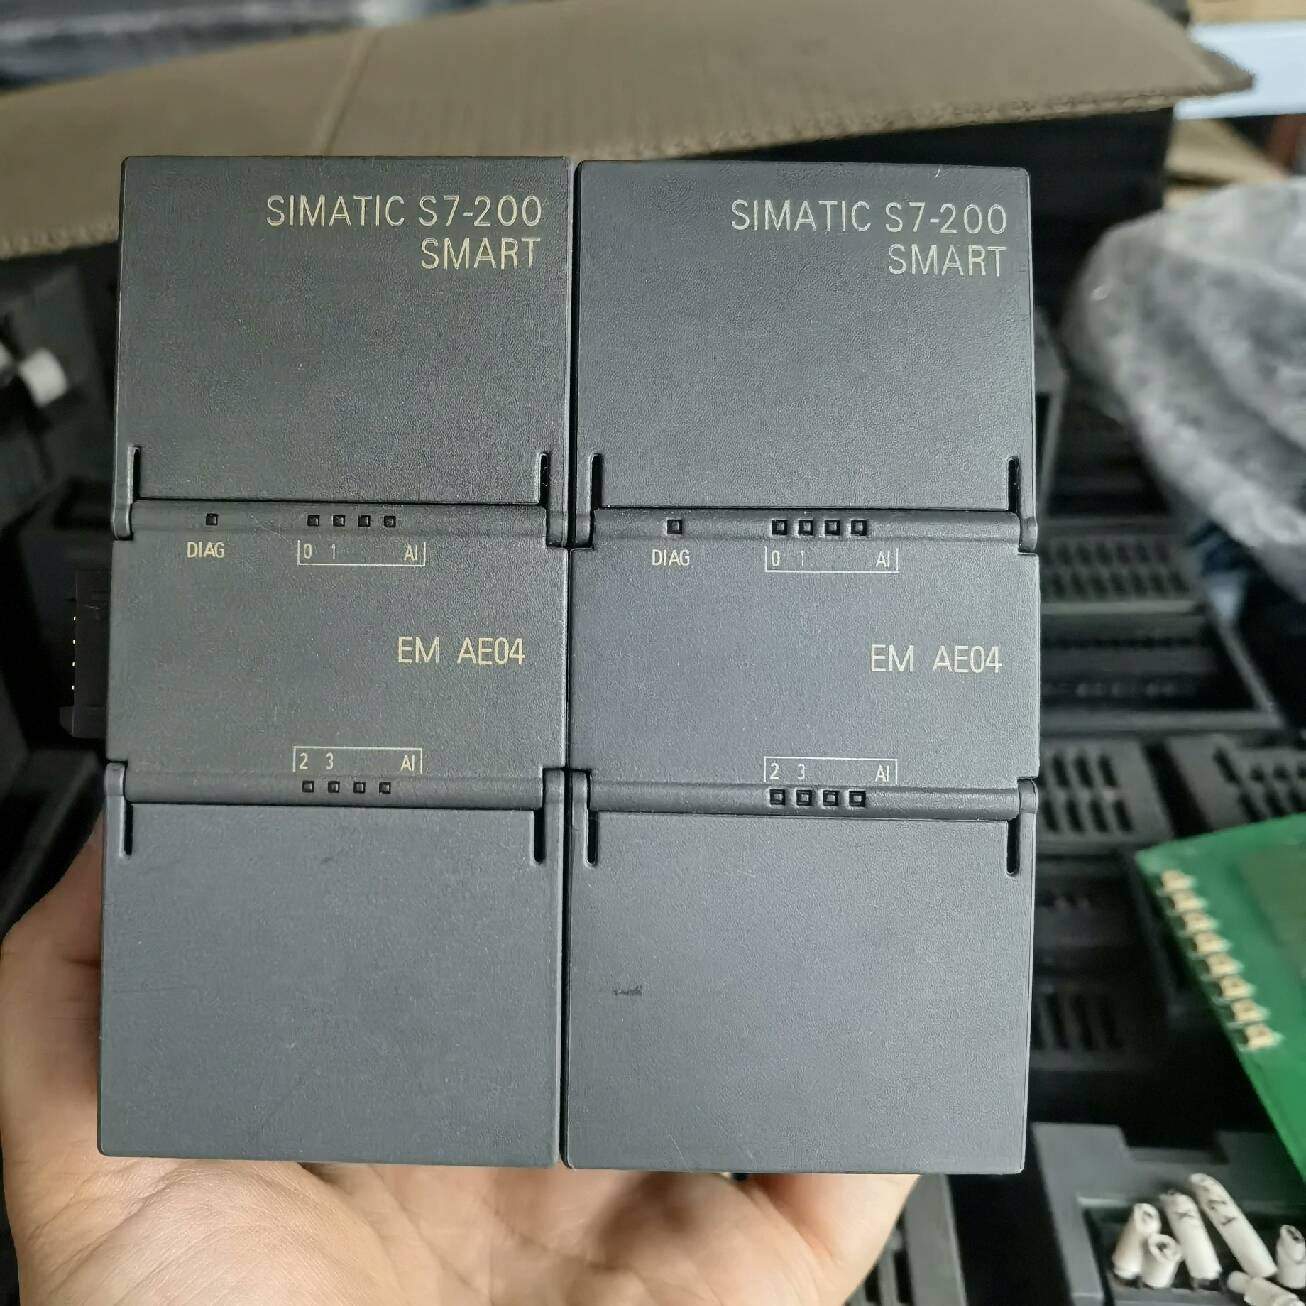 SIMATIC S7-200
SMART
DIAG
0 1 AI
EM AE04
2 3 AI
SIMATIC S7-200
SMART
DIAG
0 1 AI
EM AE04
2 3 AI